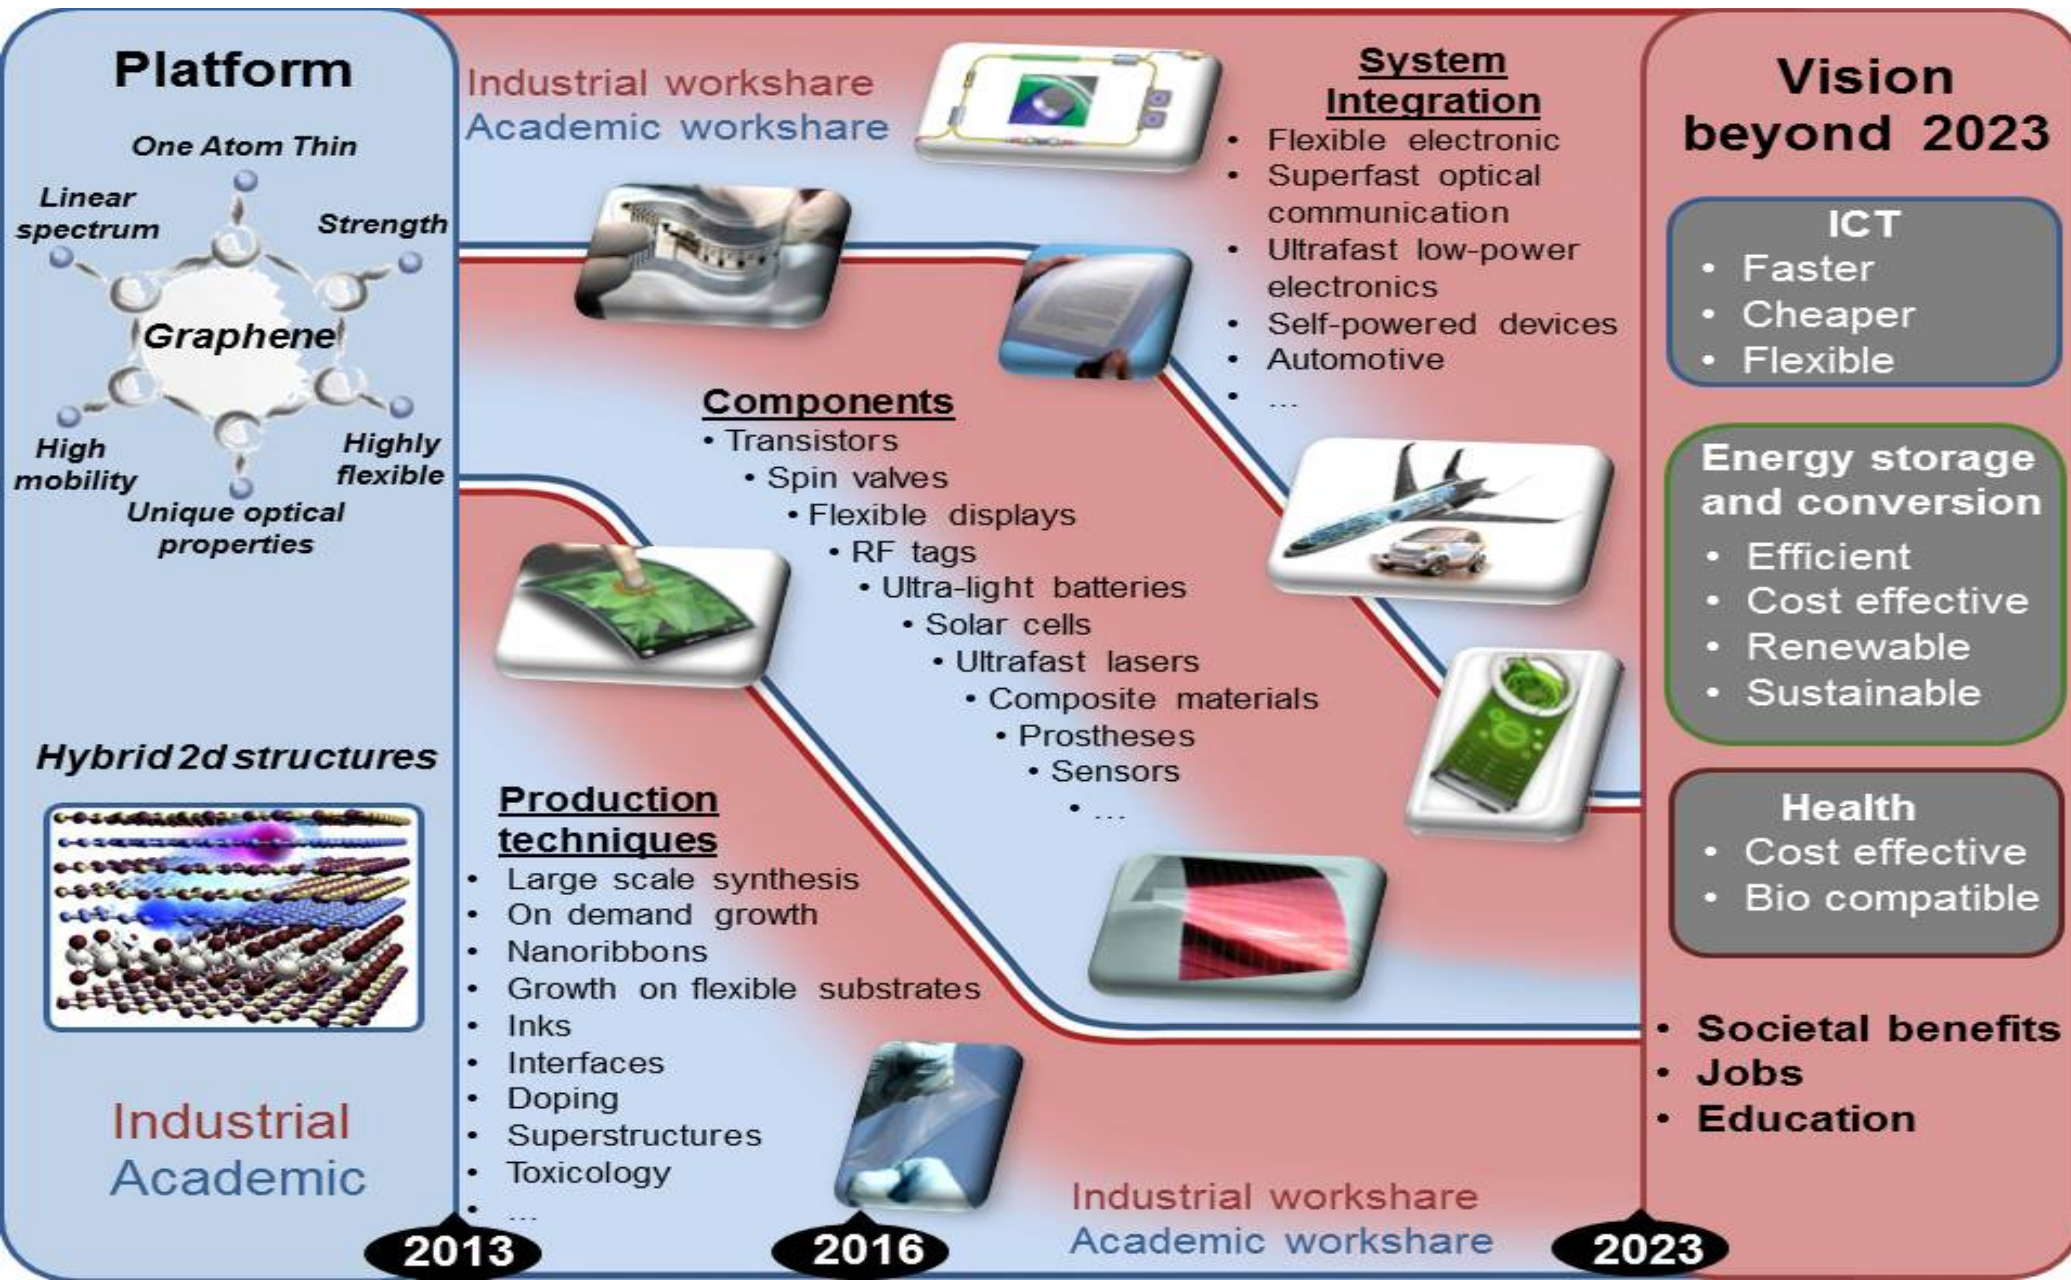 Platform
One Atom Thin
Linear
spectrum
Strength
Graphene
High
mobility
Highly
flexible
Unique optical
properties
Hybrid 2d structures
Industrial
Academic
Industrial workshare
Academic workshare
System
Integration
• Flexible electronic
• Superfast optical
communication
• Ultrafast low-power
electronics
• Self-powered devices
• Automotive
• ...
Components
• Transistors
• Spin valves
• Flexible displays
• RF tags
• Ultra-light batteries
• Solar cells
• Ultrafast lasers
• Composite materials
• Prostheses
• Sensors
• ...
Production
techniques
• Large scale synthesis
• On demand growth
• Nanoribbons
• Growth on flexible substrates
• Inks
• Interfaces
• Doping
• Superstructures
• Toxicology
• ...
Industrial workshare
Academic workshare
2013
2016
2023
Vision
beyond 2023
ICT
• Faster
• Cheaper
• Flexible
Energy storage
and conversion
• Efficient
• Cost effective
• Renewable
• Sustainable
Health
• Cost effective
• Bio compatible
• Societal benefits
• Jobs
• Education